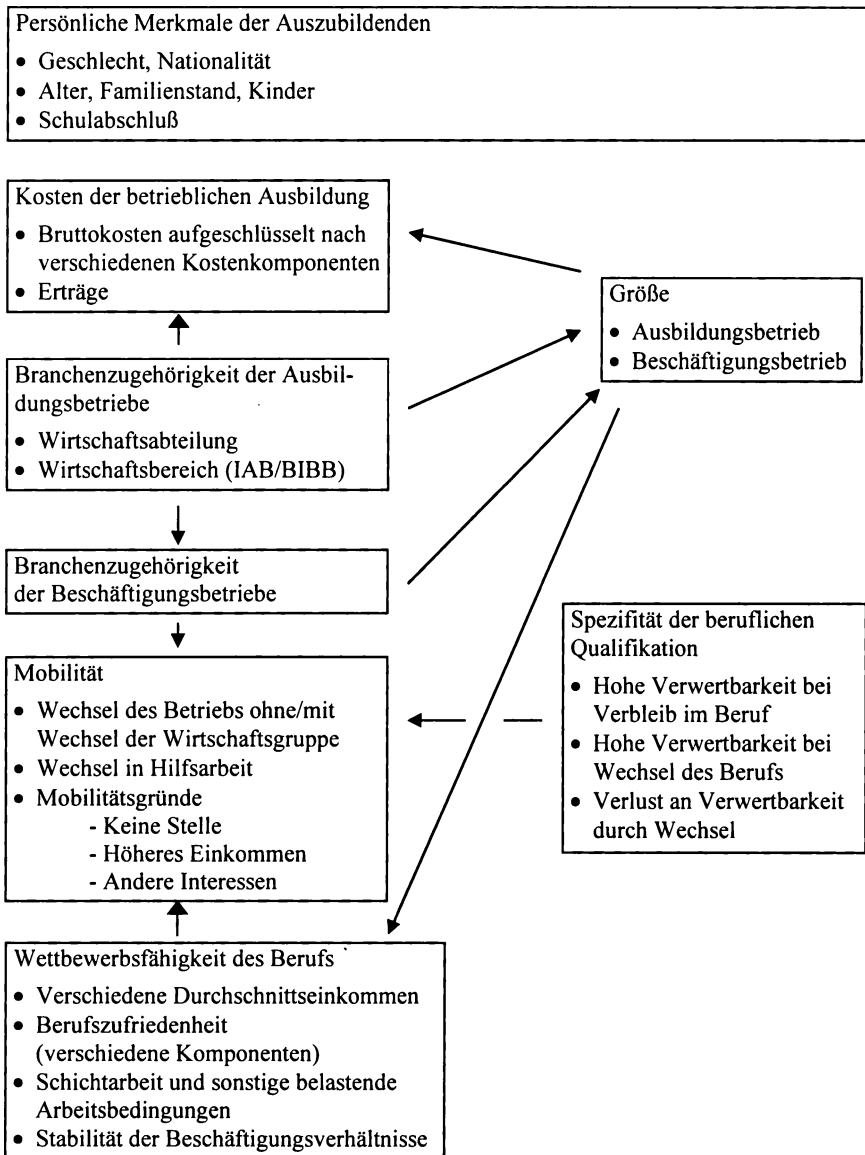 Persönliche Merkmale der Auszubildenden
• Geschlecht, Nationalität
• Alter, Familienstand, Kinder
• Schulabschluß
Kosten der betrieblichen Ausbildung
• Bruttokosten aufgeschlüsselt nach
verschiedenen Kostenkomponenten
• Erträge
Größe
• Ausbildungsbetrieb
• Beschäftigungsbetrieb
Branchenzugehörigkeit der Ausbil-
dungsbetriebe
• Wirtschaftsabteilung
• Wirtschaftsbereich (IAB/BIBB)
Branchenzugehörigkeit
der Beschäftigungsbetriebe
Spezifität der beruflichen
Qualifikation
• Hohe Verwertbarkeit bei
Verbleib im Beruf
• Hohe Verwertbarkeit bei
Wechsel des Berufs
• Verlust an Verwertbarkeit
durch Wechsel
Mobilität
• Wechsel des Betriebs ohne/mit
Wechsel der Wirtschaftsgruppe
• Wechsel in Hilfsarbeit
• Mobilitätsgründe
- Keine Stelle
- Höheres Einkommen
- Andere Interessen
Wettbewerbsfähigkeit des Berufs
• Verschiedene Durchschnittseinkommen
• Berufszufriedenheit
(verschiedene Komponenten)
• Schichtarbeit und sonstige belastende
Arbeitsbedingungen
• Stabilität der Beschäftigungsverhältnisse